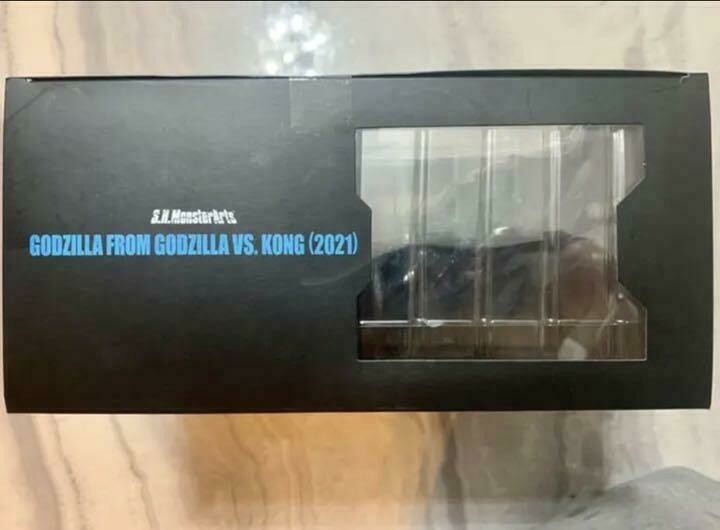 S.H.MonsterArts
GODZILLA FROM GODZILLA VS. KONG (2021)